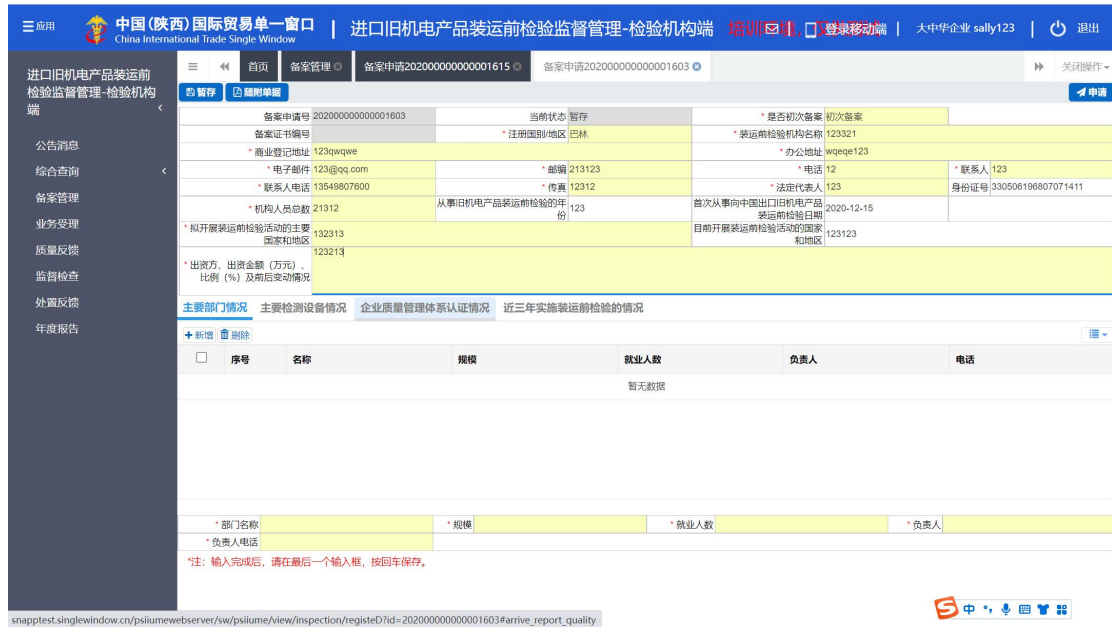 应用
中国(陕西)国际贸易单一窗口 | 进口旧机电产品装运前检验监督管理-检验机构端 登录移动端 | 大中华企业 sally123 | 退出
China International Trade Single Window
进口旧机电产品装运前
检验监督管理-检验机构
端
公告消息
综合查询
备案管理
业务受理
质量反馈
监督检查
处置反馈
年度报告
首页 备案管理 备案申请202000000000001615 备案申请202000000000001603 关闭操作
暂存 随附单据 申请
备案申请号 202000000000001603 当前状态 暂存 * 是否初次备案 初次备案
备案证书编号 * 注册国别/地区 巴林 * 装运前检验机构名称 123321
* 商业登记地址 123qwqwe * 办公地址 wqeqe123
* 电子邮件 123@qq.com * 邮编 213123 * 电话 12 * 联系人 123
* 联系人电话 13549807600 * 传真 12312 * 法定代表人 123 身份证号 330506196807071411
* 机构人员总数 21312 从事旧机电产品装运前检验的年份 123 首次从事向中国出口旧机电产品装运前检验日期 2020-12-15
* 拟开展装运前检验活动的主要国家和地区 132313 目前开展装运前检验活动的国家和地区 123123
* 出资方、出资金额(万元)、比例(%)及前后变动情况 123213
主要部门情况 主要检测设备情况 企业质量管理体系认证情况 近三年实施装运前检验的情况
新增 删除
序号 名称 规模 就业人数 负责人 电话
暂无数据
* 部门名称 * 规模 * 就业人数 * 负责人
* 负责人电话
*注:输入完成后,请在最后一个输入框,按回车保存。
中
snapptest.singlewindow.cn/psiiumewebserver/sw/psiiume/view/inspection/registeD?id=202000000000001603#arrive_report_quality